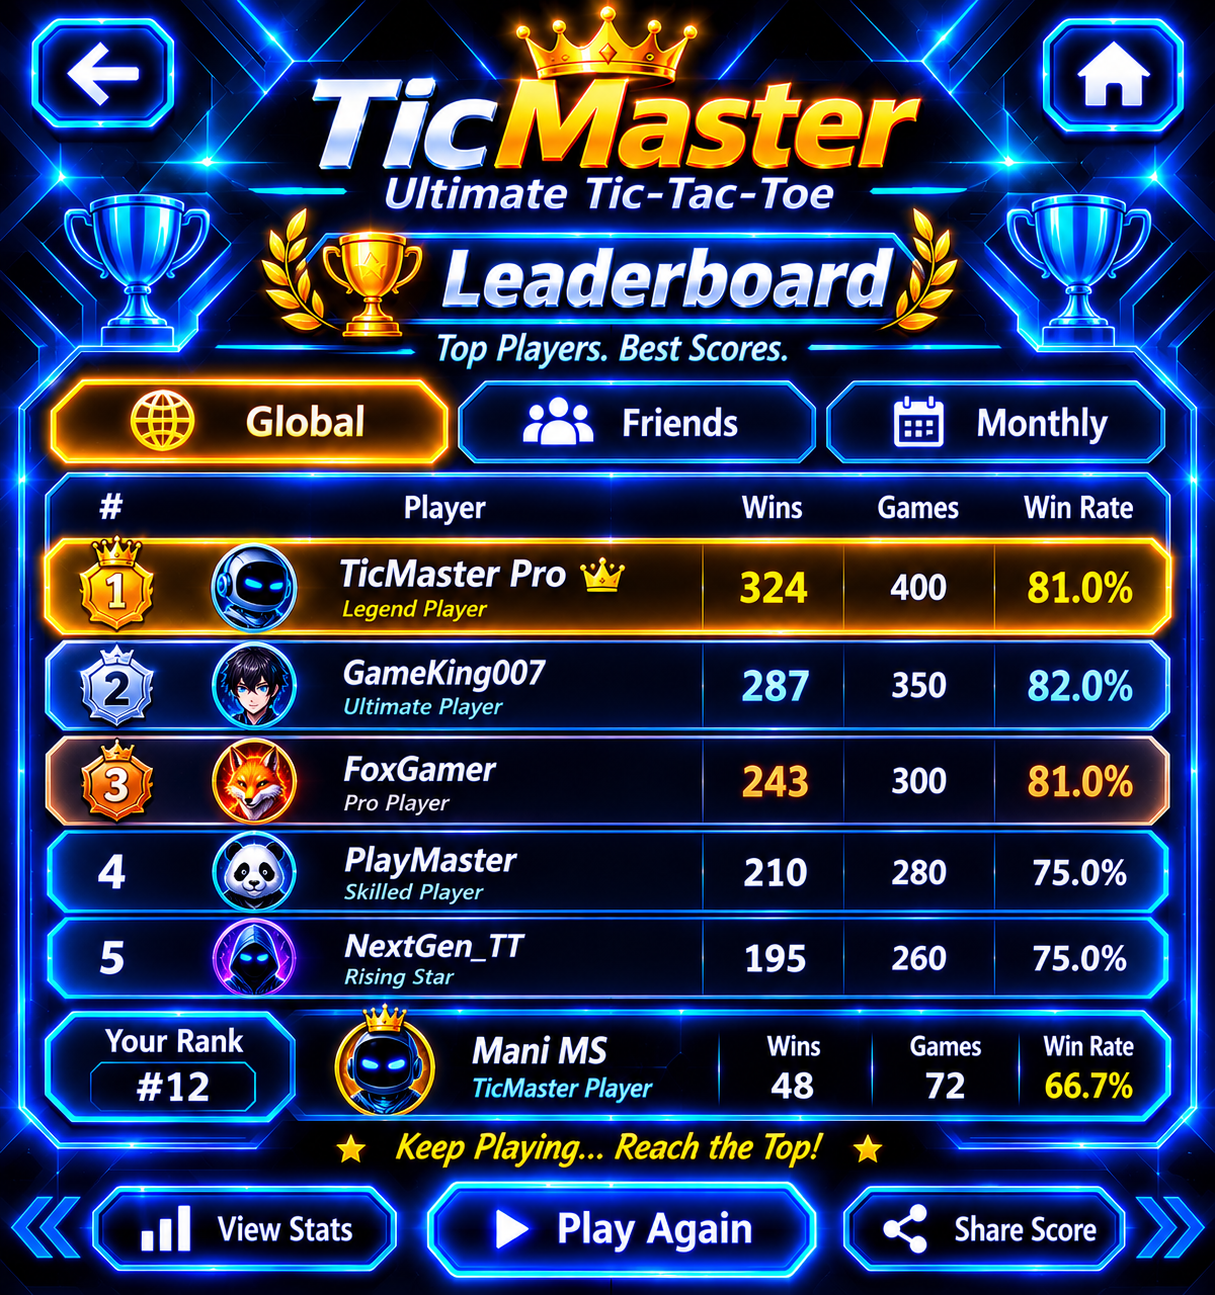 TicMaster
Ultimate Tic-Tac-Toe
Leaderboard
Top Players. Best Scores.
Global Friends Monthly
# Player Wins Games Win Rate
1 TicMaster Pro 324 400 81.0%
Legend Player
2 GameKing007 287 350 82.0%
Ultimate Player
3 FoxGamer 243 300 81.0%
Pro Player
4 PlayMaster 210 280 75.0%
Skilled Player
5 NextGen_TT 195 260 75.0%
Rising Star
Your Rank
#12
Mani MS
TicMaster Player
Wins Games Win Rate
48 72 66.7%
Keep Playing... Reach the Top!
View Stats Play Again Share Score